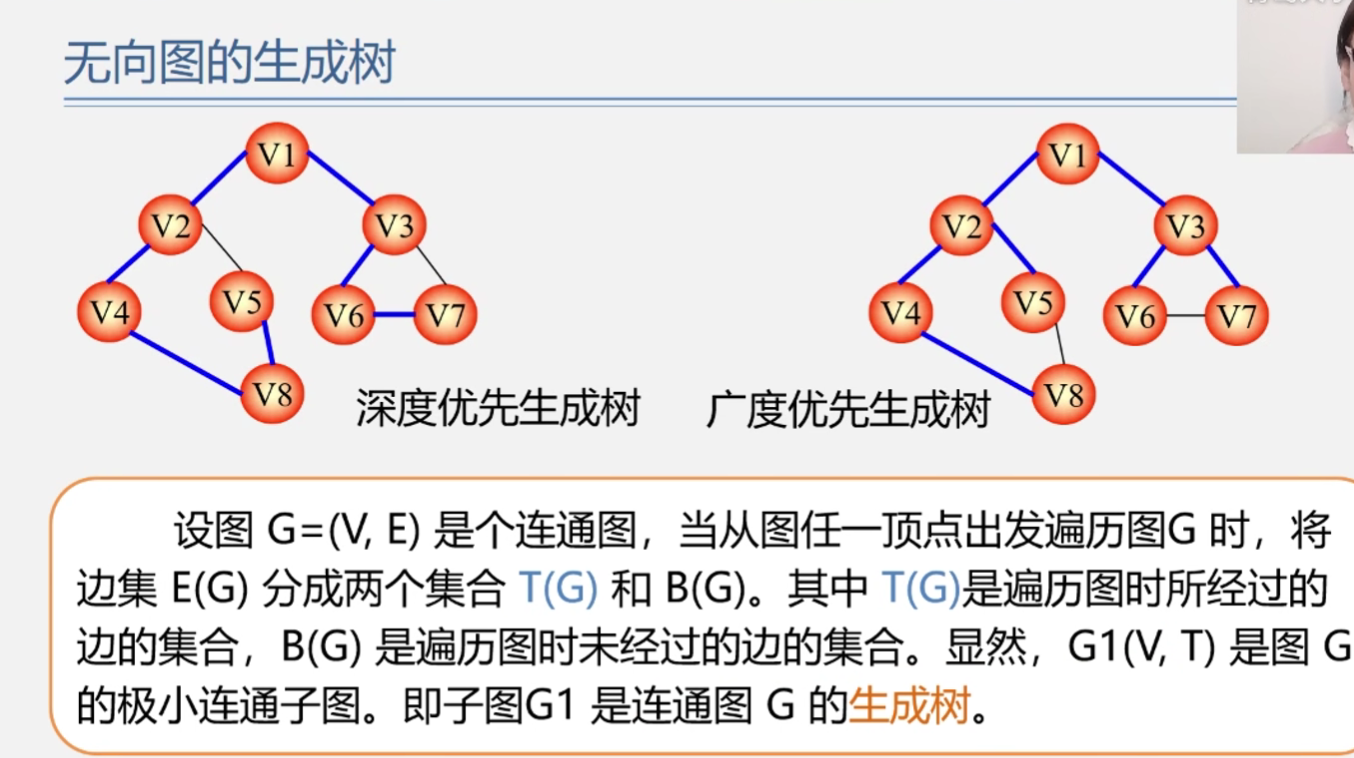 无向图的生成树
V1
V2
V3
V4
V5
V6
V7
V8
深度优先生成树
V1
V2
V3
V4
V5
V6
V7
V8
广度优先生成树
设图 G=(V, E) 是个连通图，当从图任一顶点出发遍历图G 时，将
边集 E(G) 分成两个集合 T(G) 和 B(G)。其中 T(G)是遍历图时所经过的
边的集合，B(G) 是遍历图时未经过的边的集合。显然，G1(V, T) 是图 G
的极小连通子图。即子图G1 是连通图 G 的生成树。